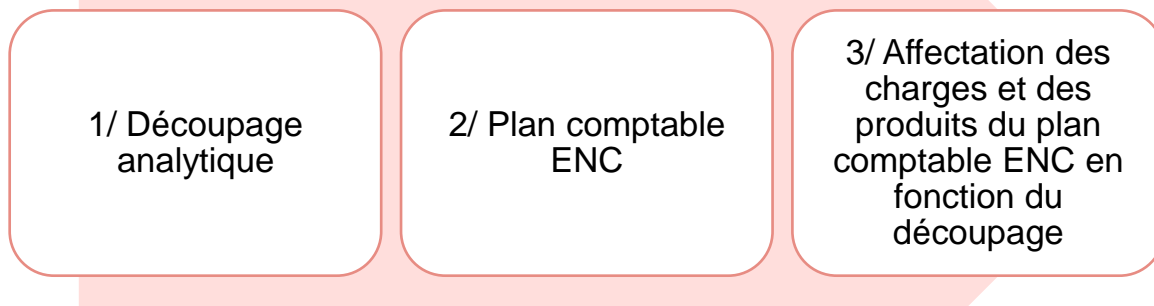 1/ Découpage
analytique
2/ Plan comptable
ENC
3/ Affectation des
charges et des
produits du plan
comptable ENC en
fonction du
découpage